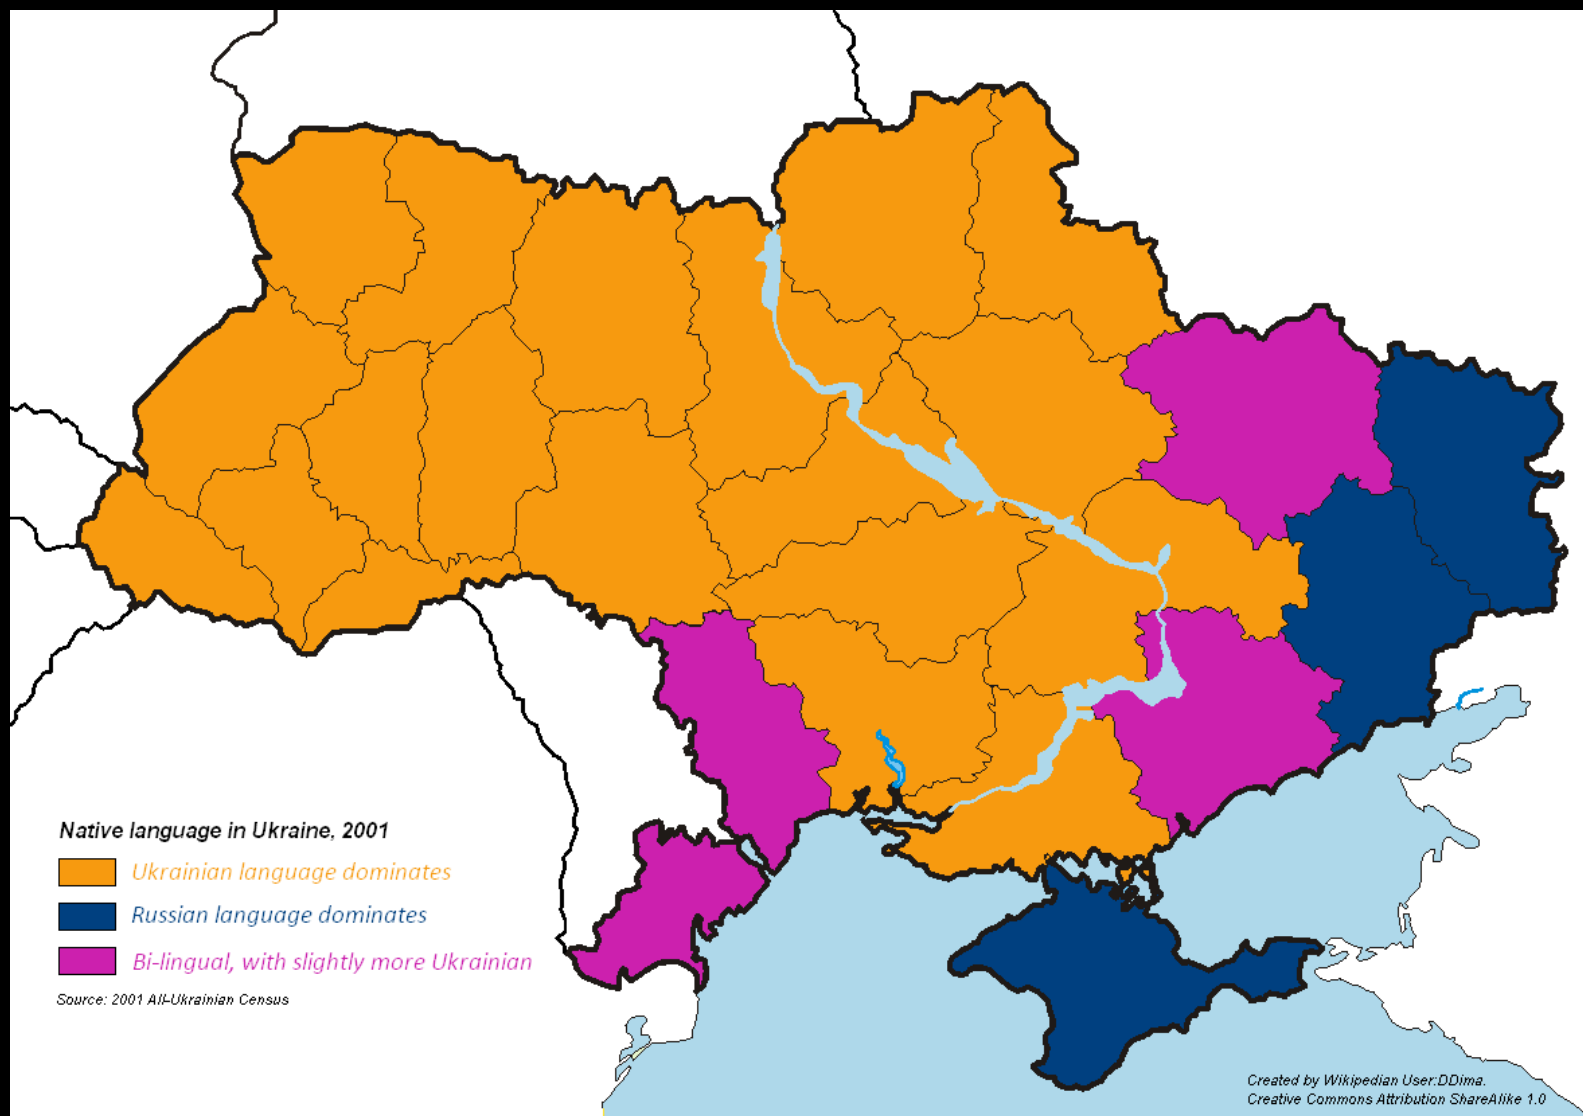 Native language in Ukraine, 2001
Ukrainian language dominates
Russian language dominates
Bi-lingual, with slightly more Ukrainian
Source: 2001 All-Ukrainian Census
Created by Wikipedian User:DDima.
Creative Commons Attribution ShareAlike 1.0